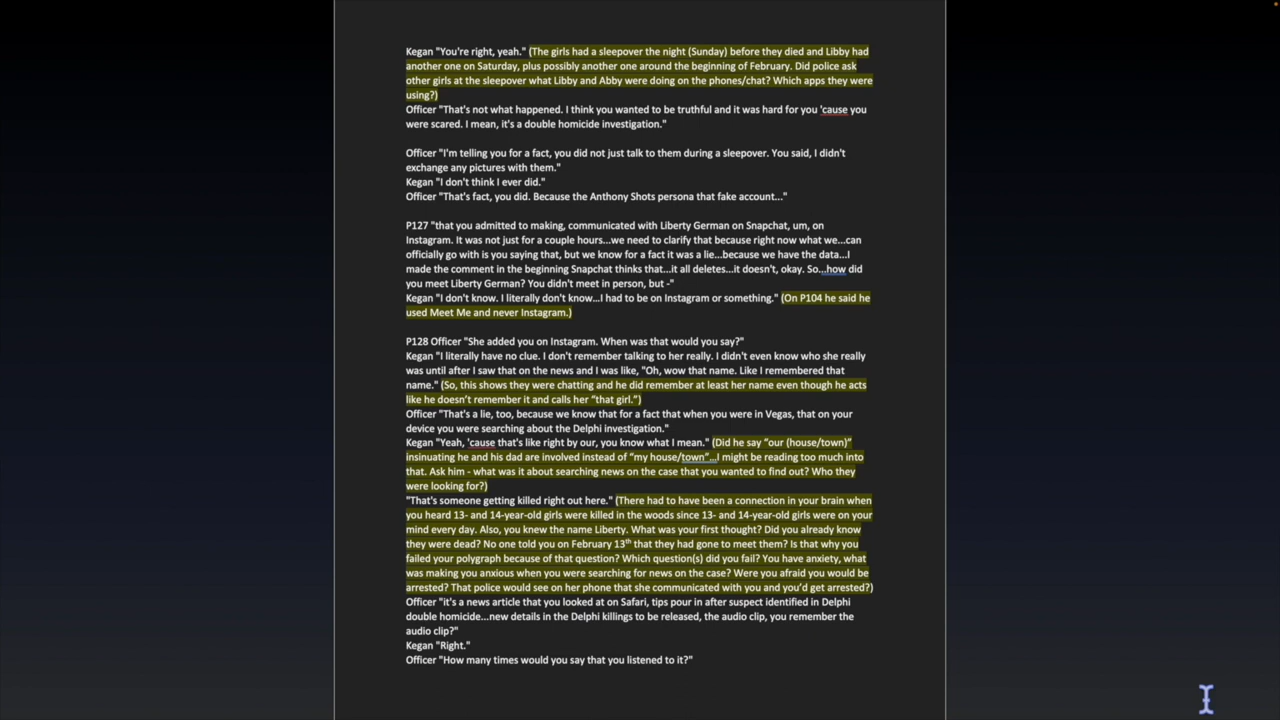 Kegan "You're right, yeah." (The girls had a sleepover the night (Sunday) before they died and Libby had
another one on Saturday, plus possibly another one around the beginning of February. Did police ask
other girls at the sleepover what Libby and Abby were doing on the phones/chat? Which apps they were
using?)
Officer "That's not what happened. I think you wanted to be truthful and it was hard for you 'cause you
were scared. I mean, it's a double homicide investigation."
Officer "I'm telling you for a fact, you did not just talk to them during a sleepover. You said, I didn't
exchange any pictures with them."
Kegan "I don't think I ever did."
Officer "That's fact, you did. Because the Anthony Shots persona that fake account..."
P127 "that you admitted to making, communicated with Liberty German on Snapchat, um, on
Instagram. It was not just for a couple hours...we need to clarify that because right now what we...can
officially go with is you saying that, but we know for a fact it was a lie...because we have the data...I
made the comment in the beginning Snapchat thinks that...it all deletes...it doesn't, okay. So...how did
you meet Liberty German? You didn't meet in person, but -"
Kegan "I don't know. I literally don't know...I had to be on Instagram or something." (On P104 he said he
used Meet Me and never Instagram.)
P128 Officer "She added you on Instagram. When was that would you say?"
Kegan "I literally have no clue. I don't remember talking to her really. I didn't even know who she really
was until after I saw that on the news and I was like, "Oh, wow that name. Like I remembered that
name." (So, this shows they were chatting and he did remember at least her name even though he acts
like he doesn't remember it and calls her "that girl.")
Officer "That's a lie, too, because we know that for a fact that when you were in Vegas, that on your
device you were searching about the Delphi investigation."
Kegan "Yeah, 'cause that's like right by our, you know what I mean." (Did he say "our (house/town)"
insinuating he and his dad are involved instead of "my house/town"...I might be reading too much into
that. Ask him - what was it about searching news on the case that you wanted to find out? Who they
were looking for?)
"That's someone getting killed right out here." (There had to have been a connection in your brain when
you heard 13- and 14-year-old girls were killed in the woods since 13- and 14-year-old girls were on your
mind every day. Also, you knew the name Liberty. What was your first thought? Did you already know
they were dead? No one told you on February 13th that they had gone to meet them? Is that why you
failed your polygraph because of that question? Which question(s) did you fail? You have anxiety, what
was making you anxious when you were searching for news on the case? Were you afraid you would be
arrested? That police would see on her phone that she communicated with you and you'd get arrested?)
Officer "it's a news article that you looked at on Safari, tips pour in after suspect identified in Delphi
double homicide...new details in the Delphi killings to be released, the audio clip, you remember the
audio clip?"
Kegan "Right."
Officer "How many times would you say that you listened to it?"